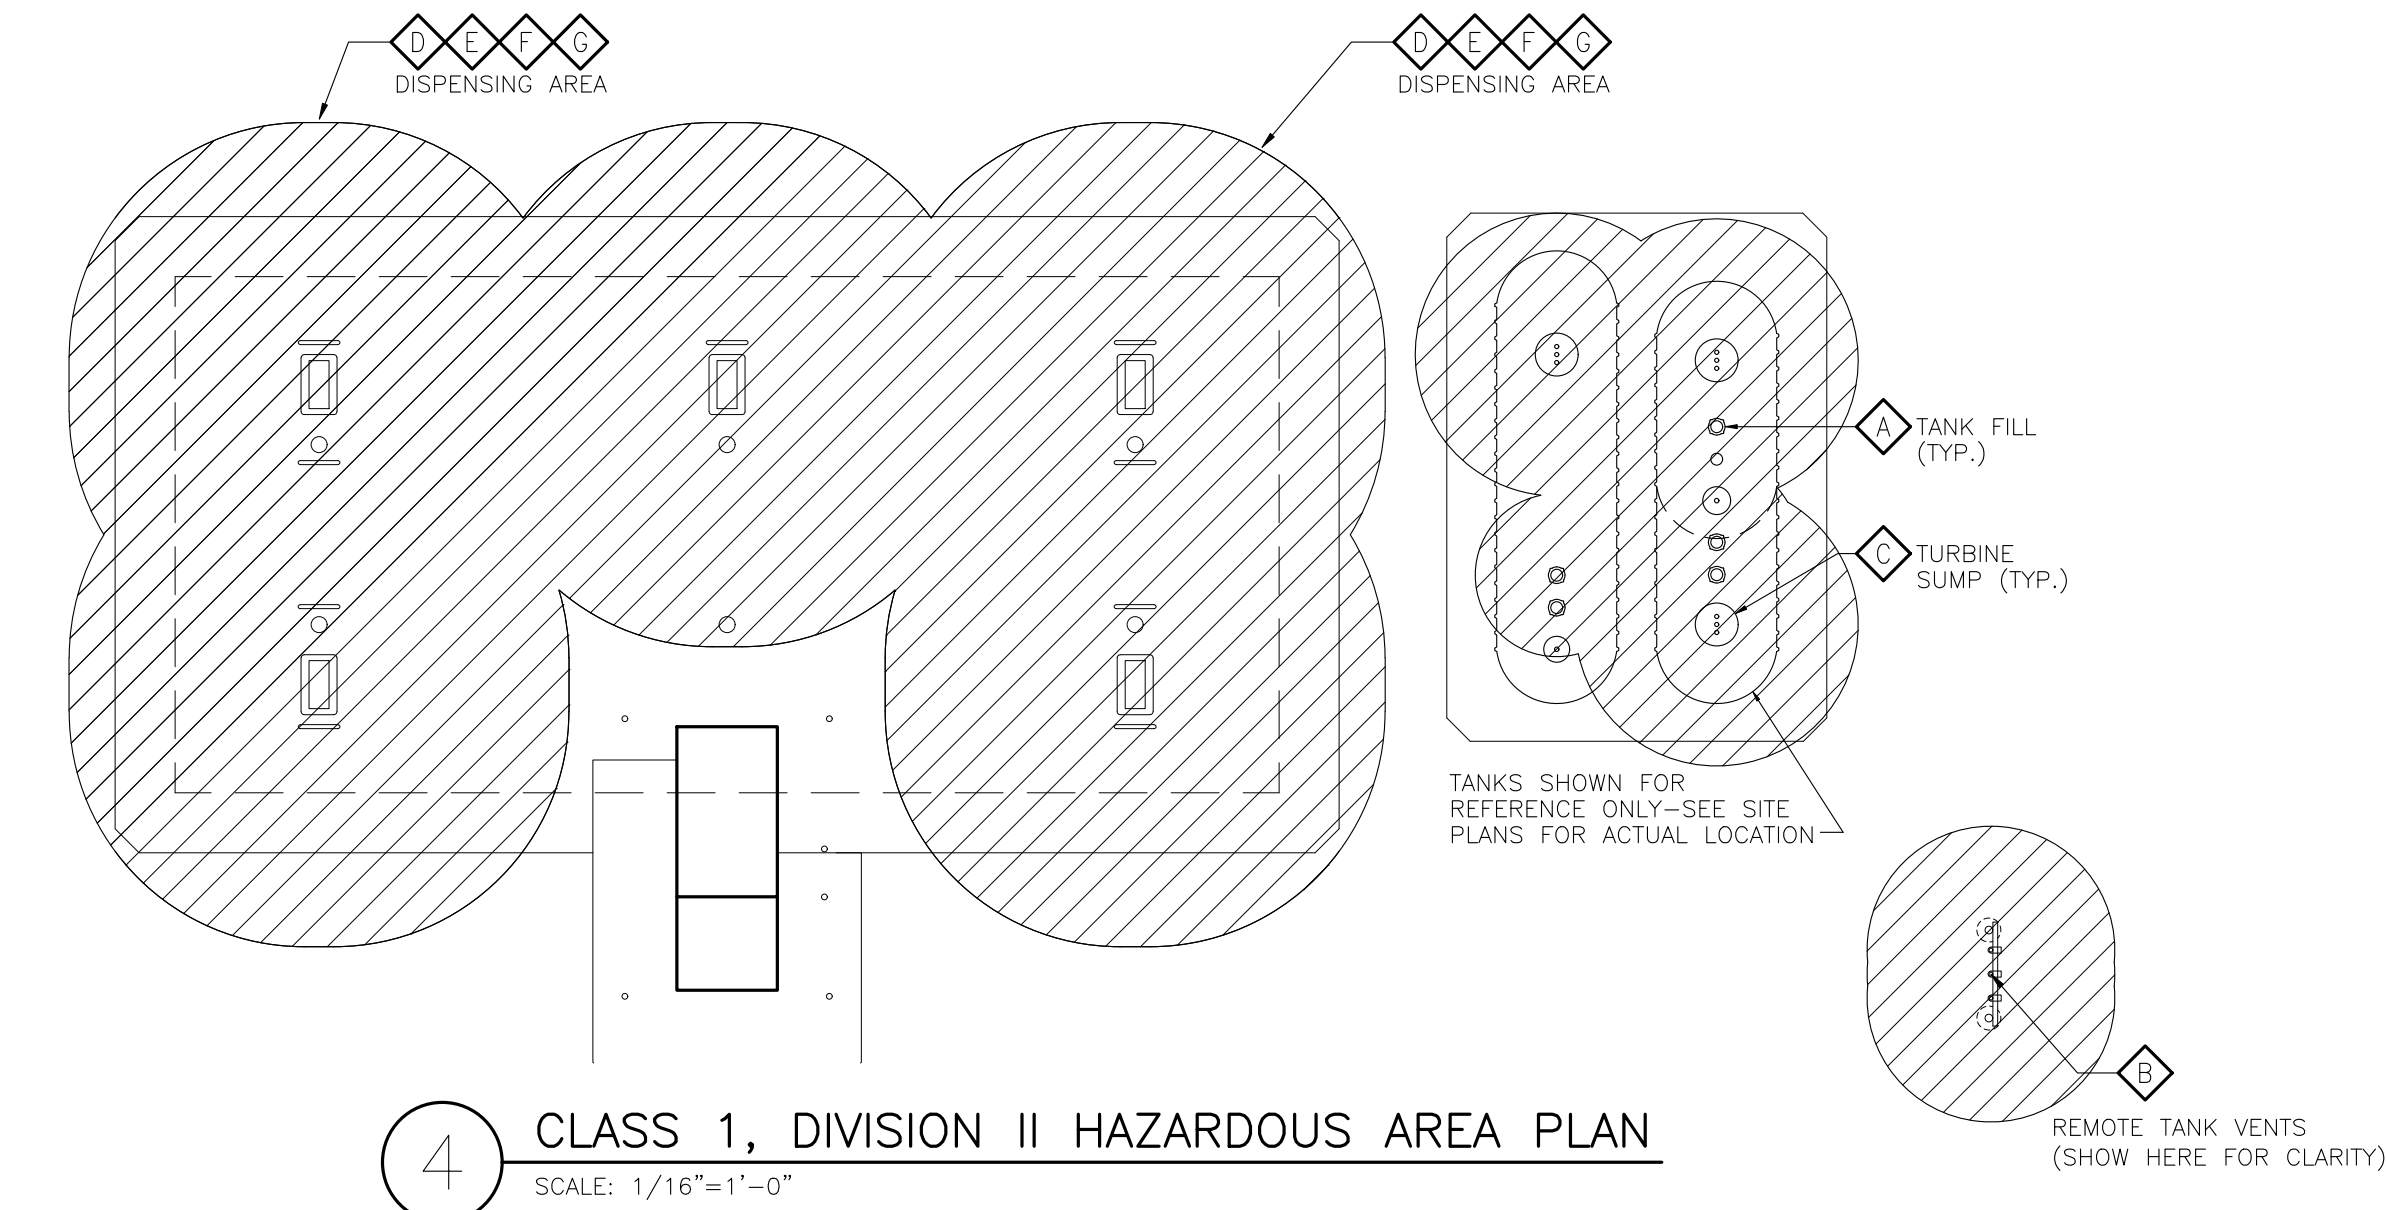 D E F G
DISPENSING AREA
D E F G
DISPENSING AREA
A
TANK FILL
(TYP.)
C
TURBINE
SUMP (TYP.)
TANKS SHOWN FOR
REFERENCE ONLY-SEE SITE
PLANS FOR ACTUAL LOCATION
B
REMOTE TANK VENTS
(SHOW HERE FOR CLARITY)
4
CLASS 1, DIVISION II HAZARDOUS AREA PLAN
SCALE: 1/16"=1'-0"